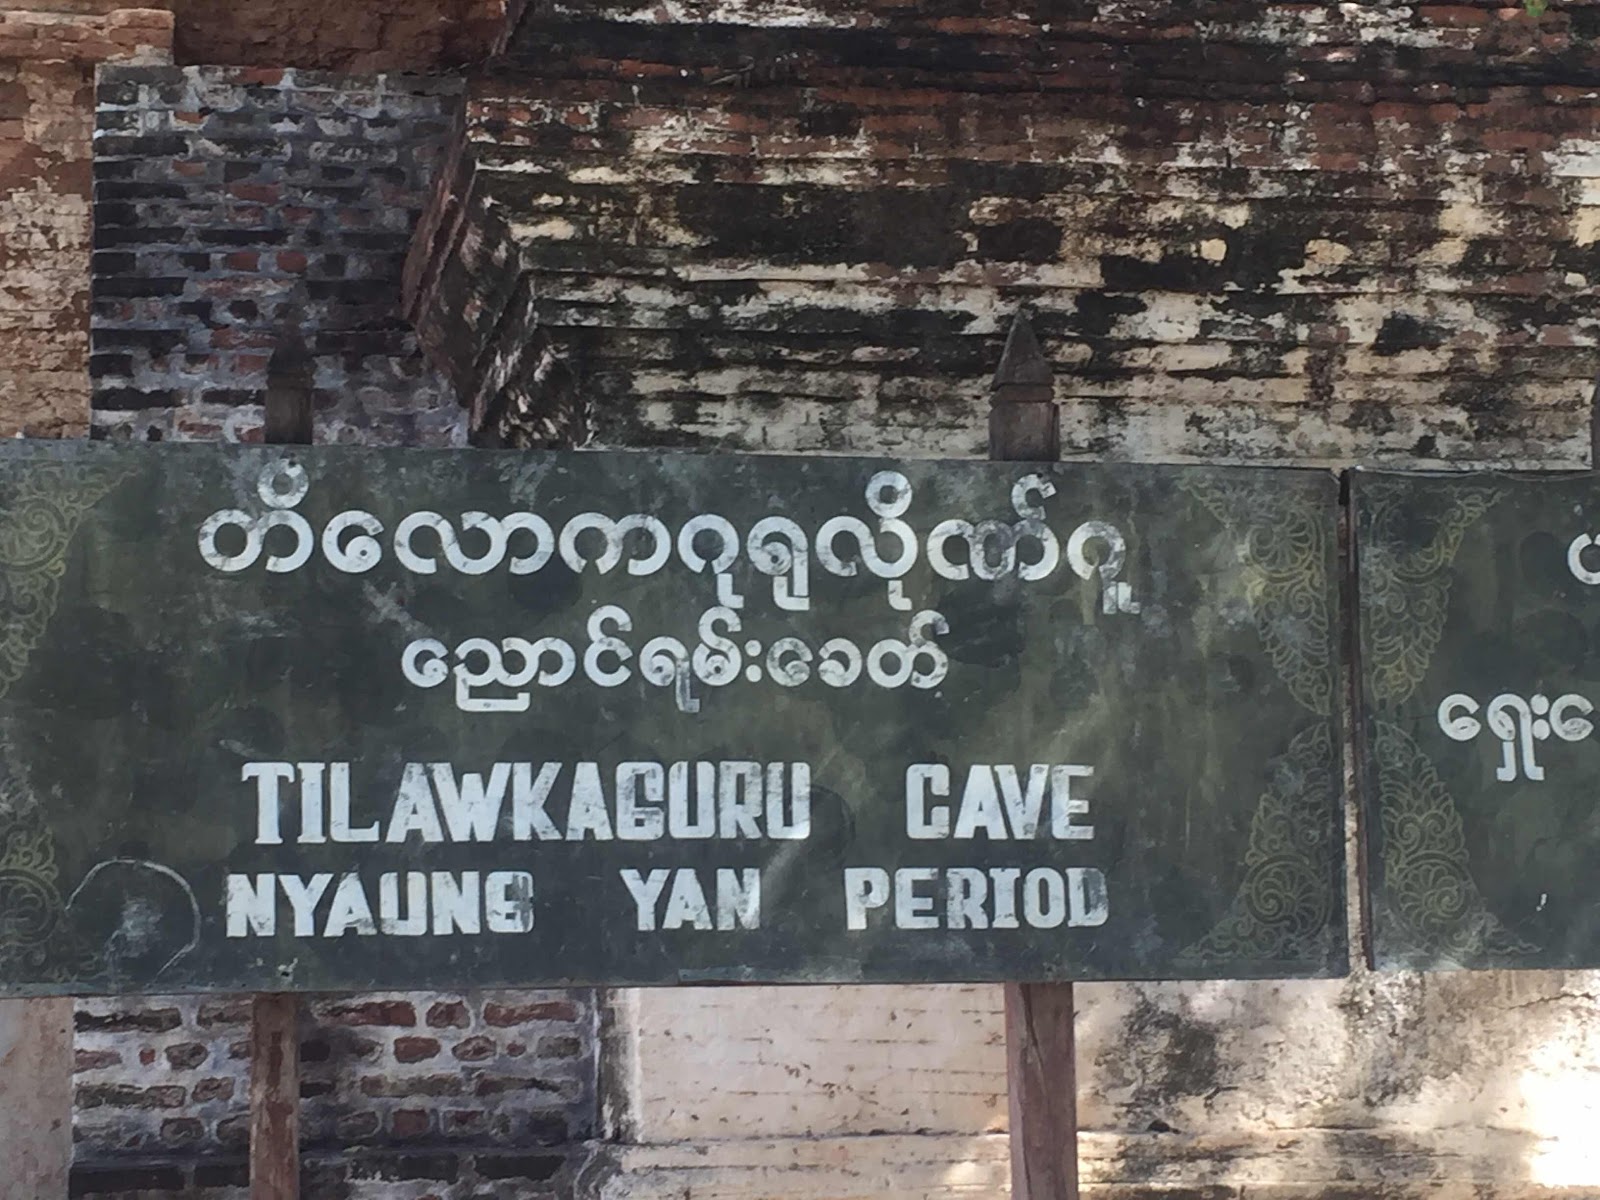 တိလောကဂုရုလိုဏ်ဂူ
ညောင်ရမ်းခေတ်
TILAWKAGURU CAVE
NYAUNG YAN PERIOD
ရှေး